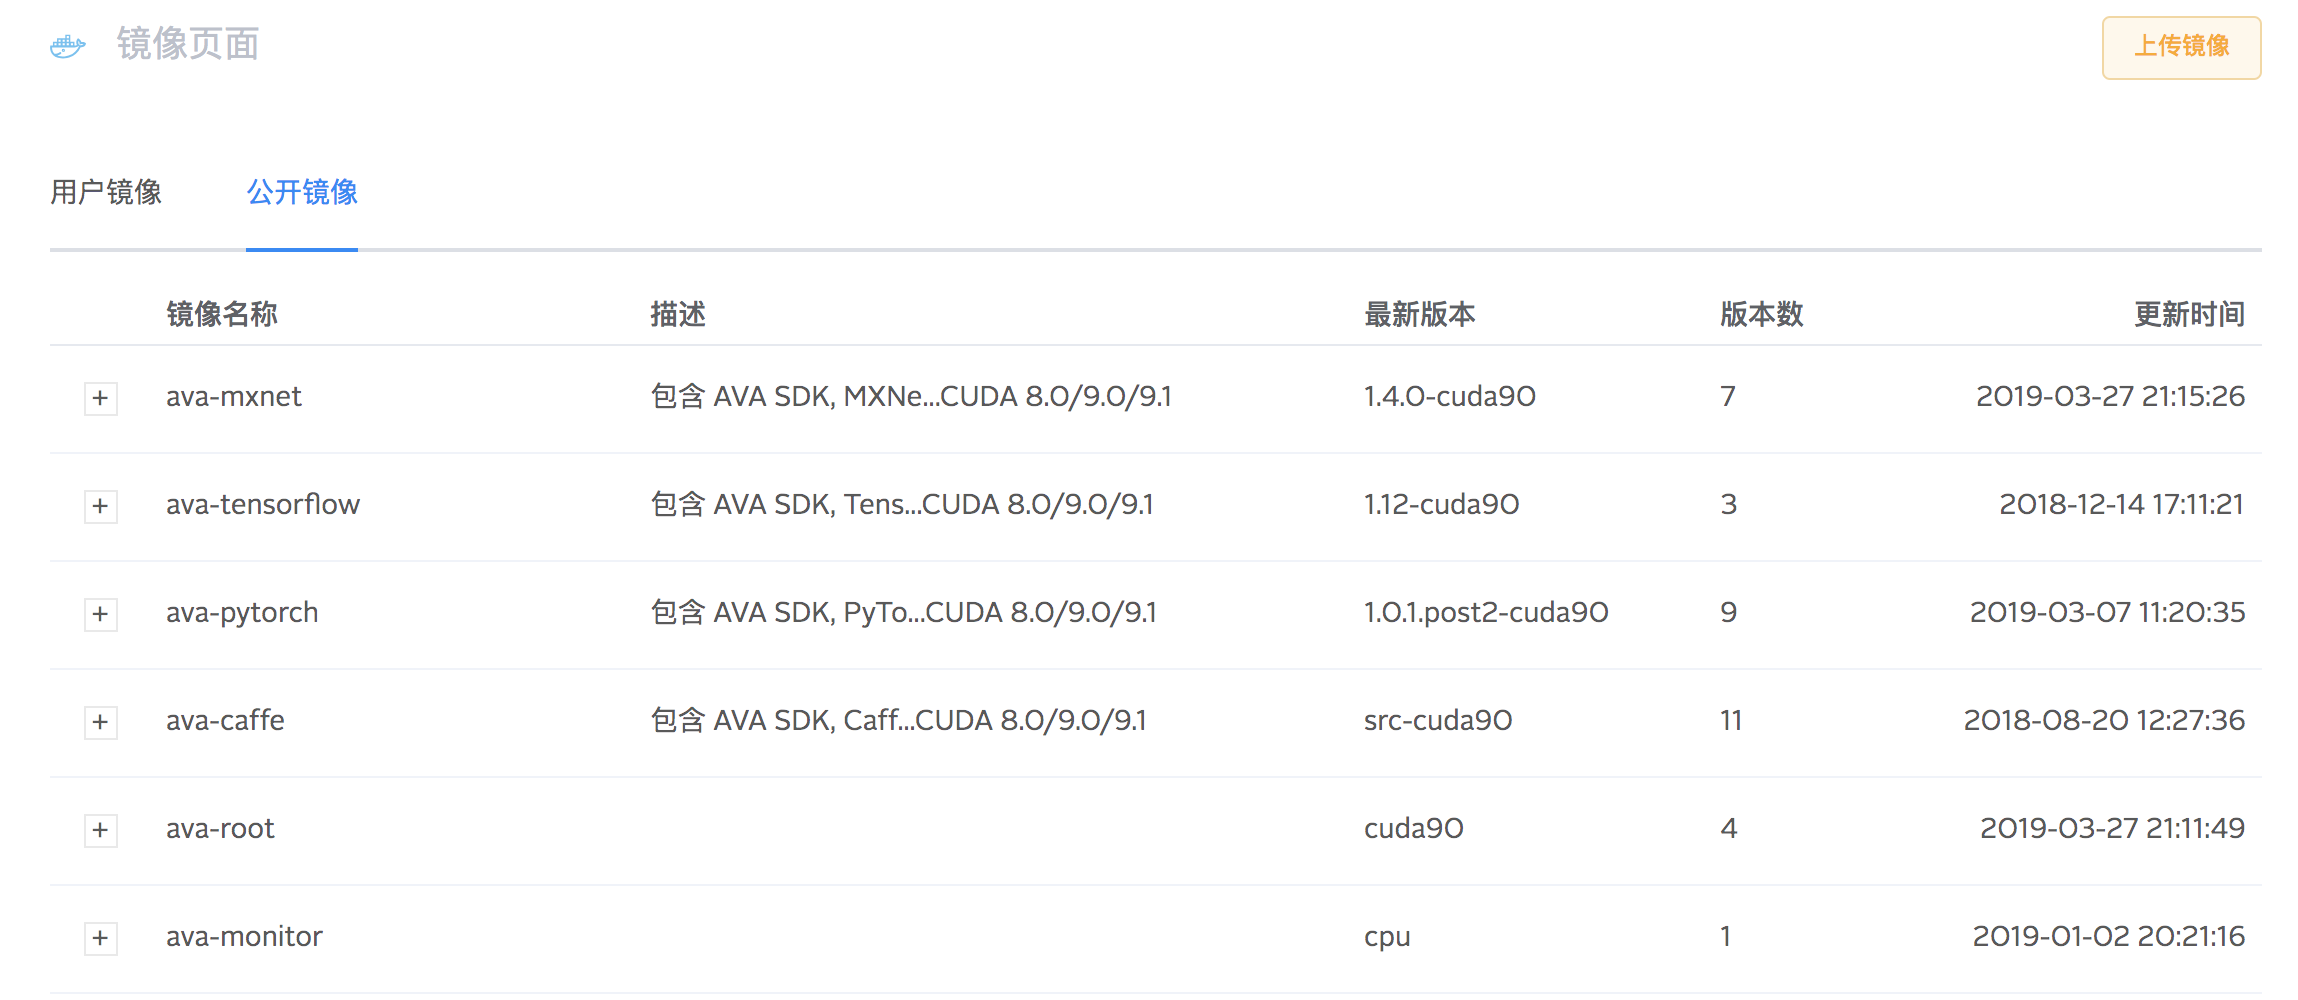 镜像页面
上传镜像
用户镜像 公开镜像
镜像名称 描述 最新版本 版本数 更新时间
+ ava-mxnet 包含 AVA SDK, MXNe...CUDA 8.0/9.0/9.1 1.4.0-cuda90 7 2019-03-27 21:15:26
+ ava-tensorflow 包含 AVA SDK, Tens...CUDA 8.0/9.0/9.1 1.12-cuda90 3 2018-12-14 17:11:21
+ ava-pytorch 包含 AVA SDK, PyTo...CUDA 8.0/9.0/9.1 1.0.1.post2-cuda90 9 2019-03-07 11:20:35
+ ava-caffe 包含 AVA SDK, Caff...CUDA 8.0/9.0/9.1 src-cuda90 11 2018-08-20 12:27:36
+ ava-root cuda90 4 2019-03-27 21:11:49
+ ava-monitor cpu 1 2019-01-02 20:21:16